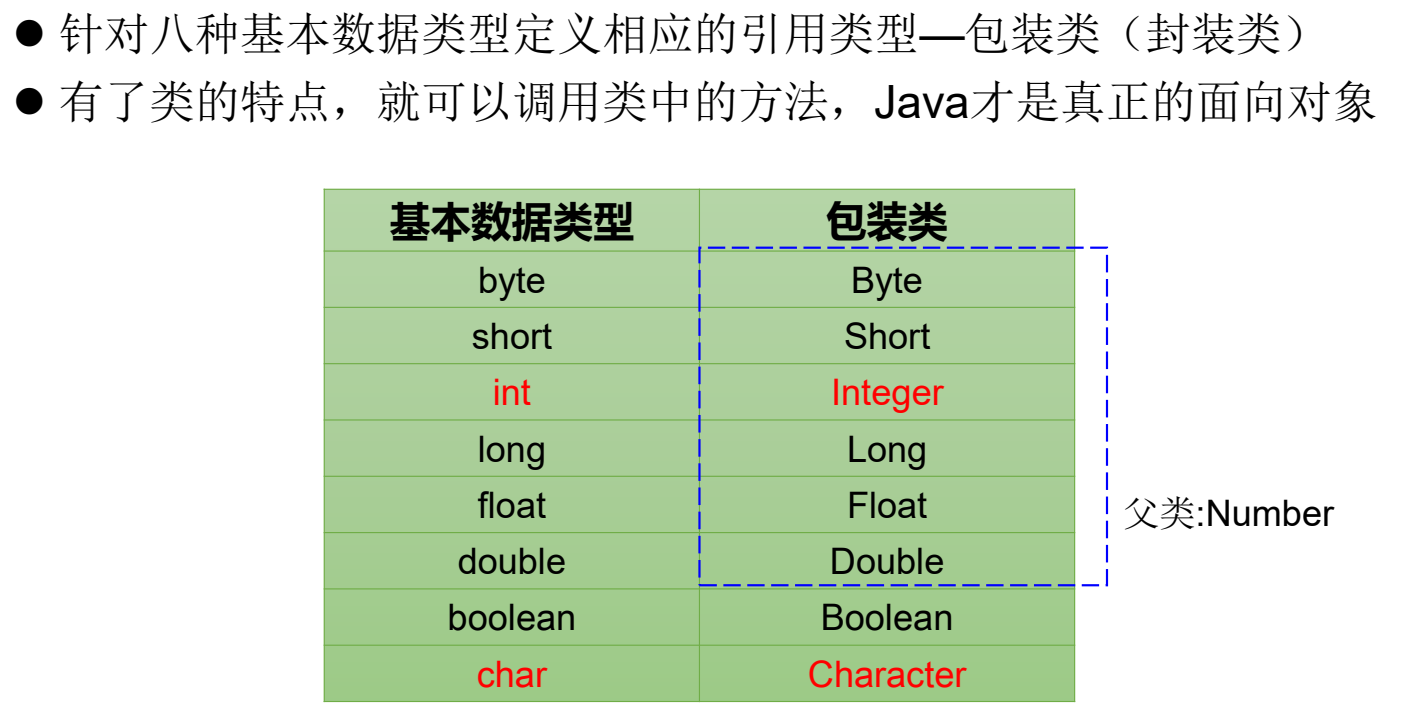 ● 针对八种基本数据类型定义相应的引用类型—包装类（封装类）
● 有了类的特点，就可以调用类中的方法，Java才是真正的面向对象
基本数据类型 包装类
byte Byte
short Short
int Integer
long Long
float Float
父类:Number
double Double
boolean Boolean
char Character